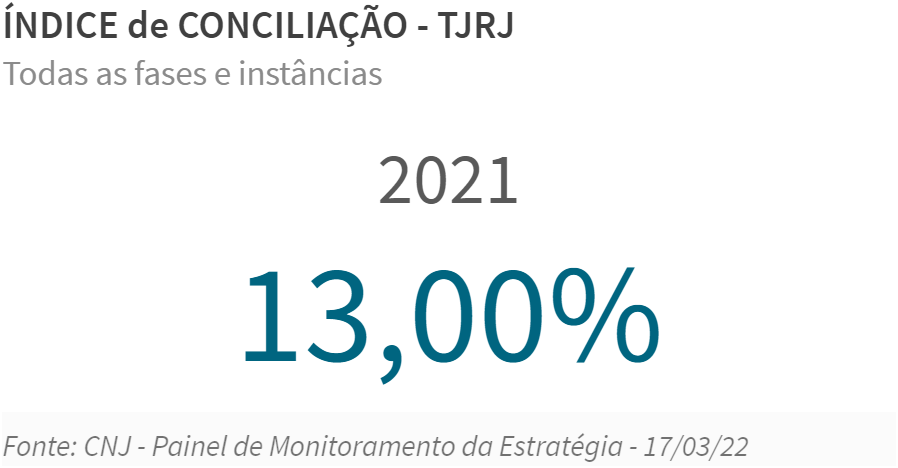 ÍNDICE de CONCILIAÇÃO - TJRJ
Todas as fases e instâncias
2021
13,00%
Fonte: CNJ - Painel de Monitoramento da Estratégia - 17/03/22